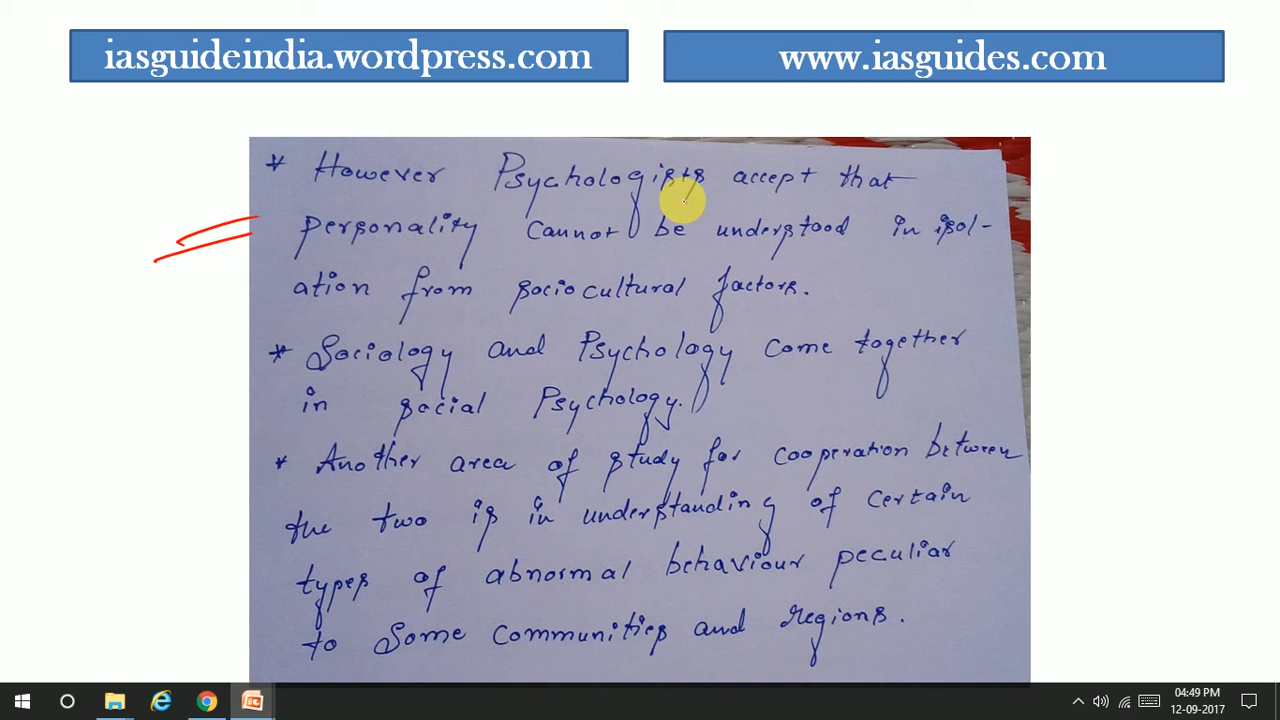 iasguideindia.wordpress.com
www.iasguides.com
* However Psychologists accept that
personality cannot be understood in isol-
ation from sociocultural factors.
* Sociology and Psychology come together
in social Psychology.
* Another area of study for cooperation between
the two is in understanding of certain
types of abnormal behaviour peculiar
to some communities and regions.
04:49 PM
12-09-2017